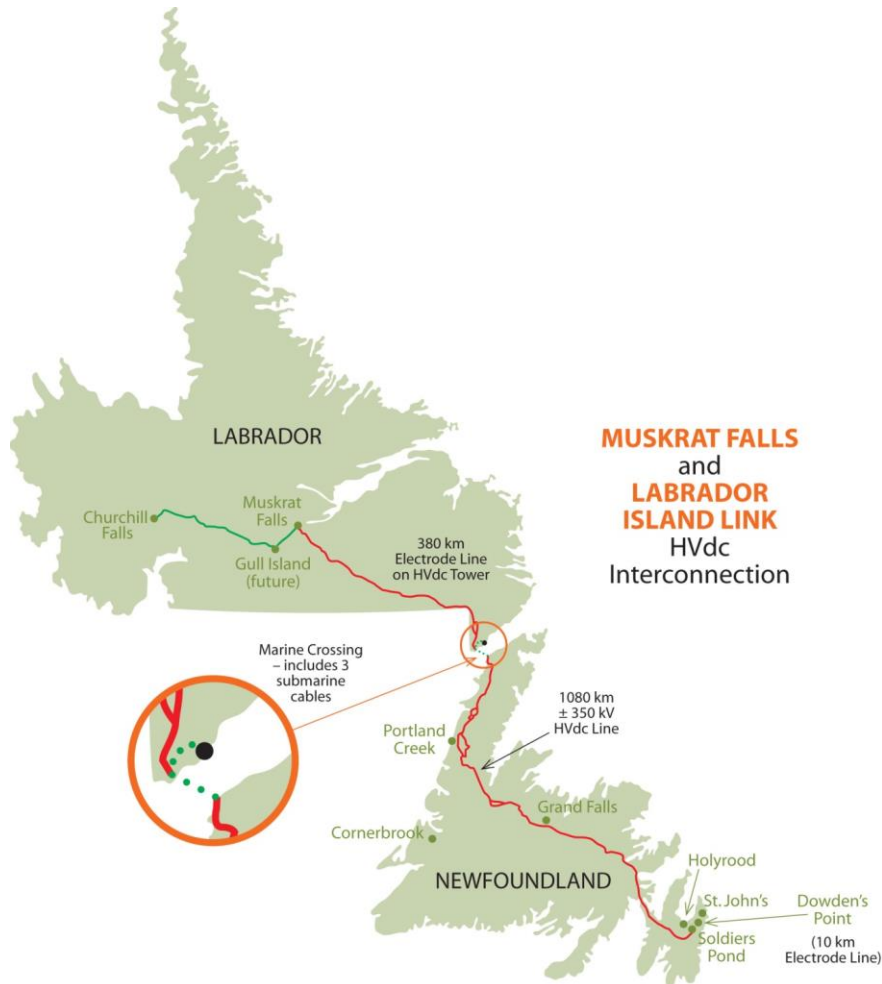 LABRADOR
MUSKRAT FALLS
and
LABRADOR
ISLAND LINK
HVdc
Interconnection
Churchill
Falls
Muskrat
Falls
Gull Island
(future)
380 km
Electrode Line
on HVdc Tower
Marine Crossing
– includes 3
submarine
cables
1080 km
± 350 kV
HVdc Line
Portland
Creek
Grand Falls
Cornerbrook
NEWFOUNDLAND
Holyrood
St. John's
Dowden's
Point
Soldiers
Pond
(10 km
Electrode Line)